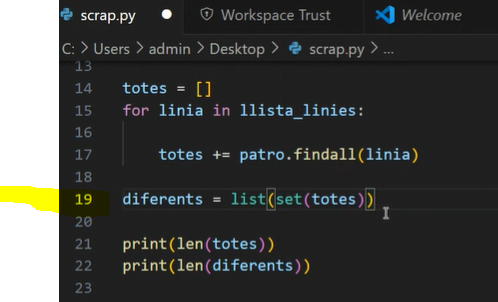 scrap.py
Workspace Trust
Welcome
C: > Users > admin > Desktop > scrap.py > ...
13
14 totes = []
15 for linia in llista_linies:
16
17 totes += patro.findall(linia)
18
19 diferents = list(set(totes))
20
21 print(len(totes))
22 print(len(diferents))
23